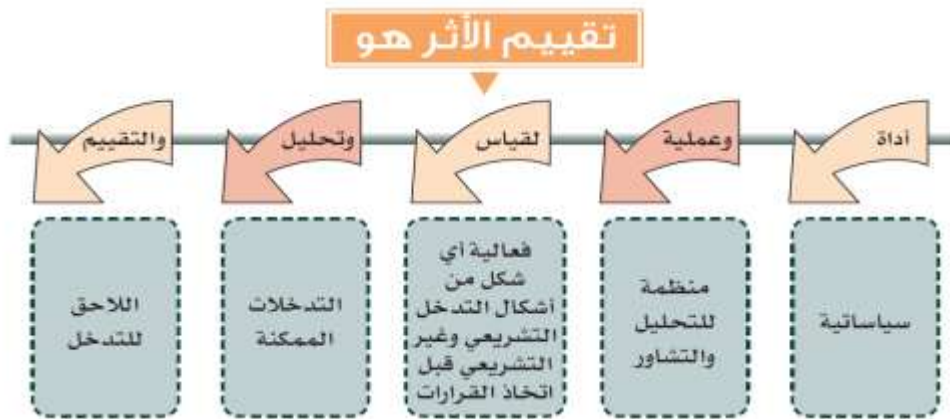 تقييم الأثر هو
أداة
سياساتية
وعملية
منظمة
للتحليل
والتشاور
لقياس
فعالية أي
شكل من
أشكال التدخل
التشريعي وغير
التشريعي قبل
اتخاذ القرارات
وتحليل
التدخلات
الممكنة
والتقييم
اللاحق
للتدخل